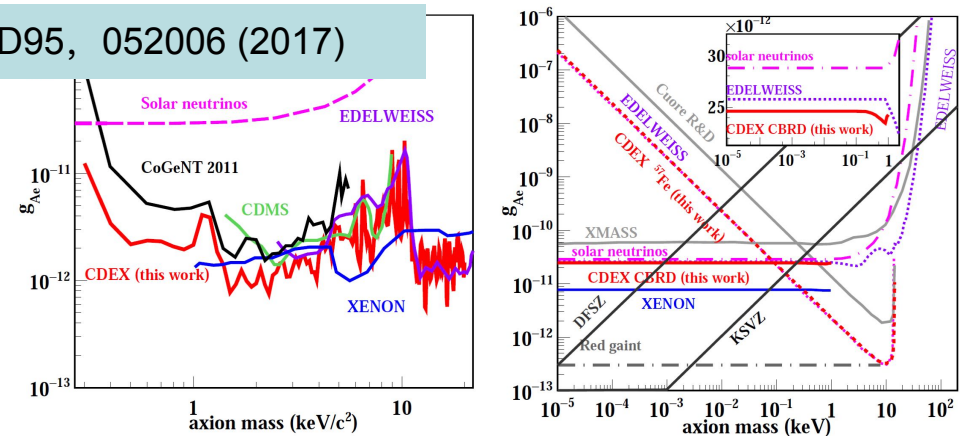 D95, 052006 (2017)
Solar neutrinos
EDELWEISS
CoGeNT 2011
CDMS
CDEX (this work)
XENON
10⁻¹¹
10⁻¹²
10⁻¹³
g_Ae
1
10
axion mass (keV/c²)
10⁻⁶
10⁻⁷
10⁻⁸
10⁻⁹
10⁻¹⁰
10⁻¹¹
10⁻¹²
10⁻¹³
g_Ae
×10⁻¹²
30
25
solar neutrinos
EDELWEISS
CDEX CBRD (this work)
10⁻⁵
10⁻³
10⁻¹
1
Cuore R&D
EDELWEISS
CDEX ⁵⁷Fe (this work)
EDELWEISS
XMASS
solar neutrinos
CDEX CBRD (this work)
XENON
DFSZ
KSVZ
Red gaint
10⁻⁵
10⁻⁴
10⁻³
10⁻²
10⁻¹
1
10
10²
axion mass (keV)